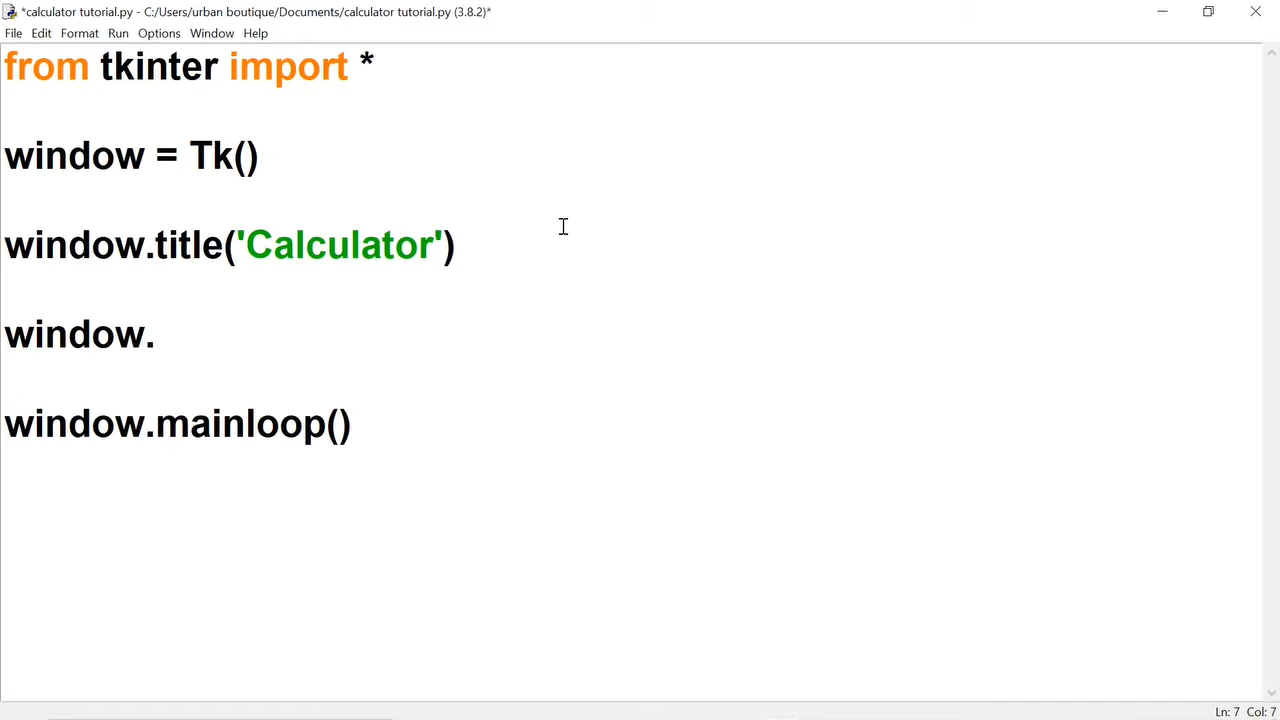 *calculator tutorial.py - C:/Users/urban boutique/Documents/calculator tutorial.py (3.8.2)*
File Edit Format Run Options Window Help
from tkinter import *
window = Tk()
window.title('Calculator')
window.
window.mainloop()
Ln: 7 Col: 7